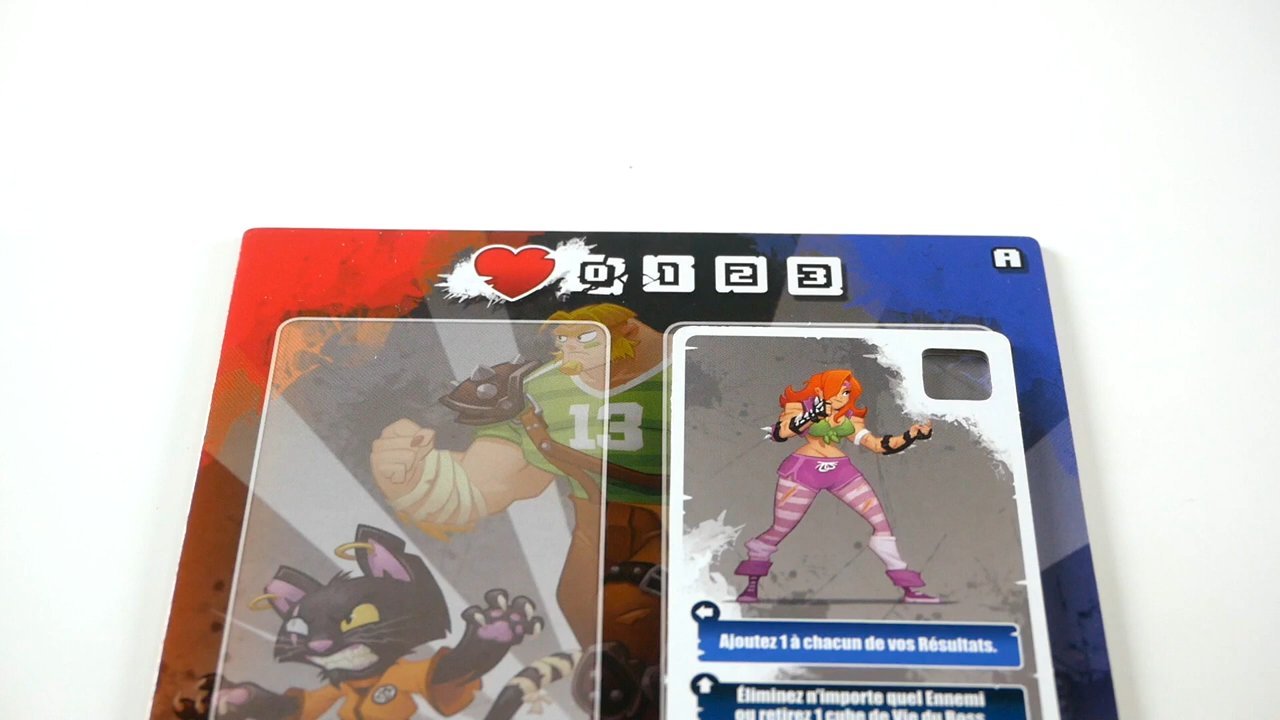 0 1 2 3
A
13
Ajoutez 1 à chacun de vos Résultats.
Éliminez n'importe quel Ennemi
ou retirez 1 cube de Vie du Boss